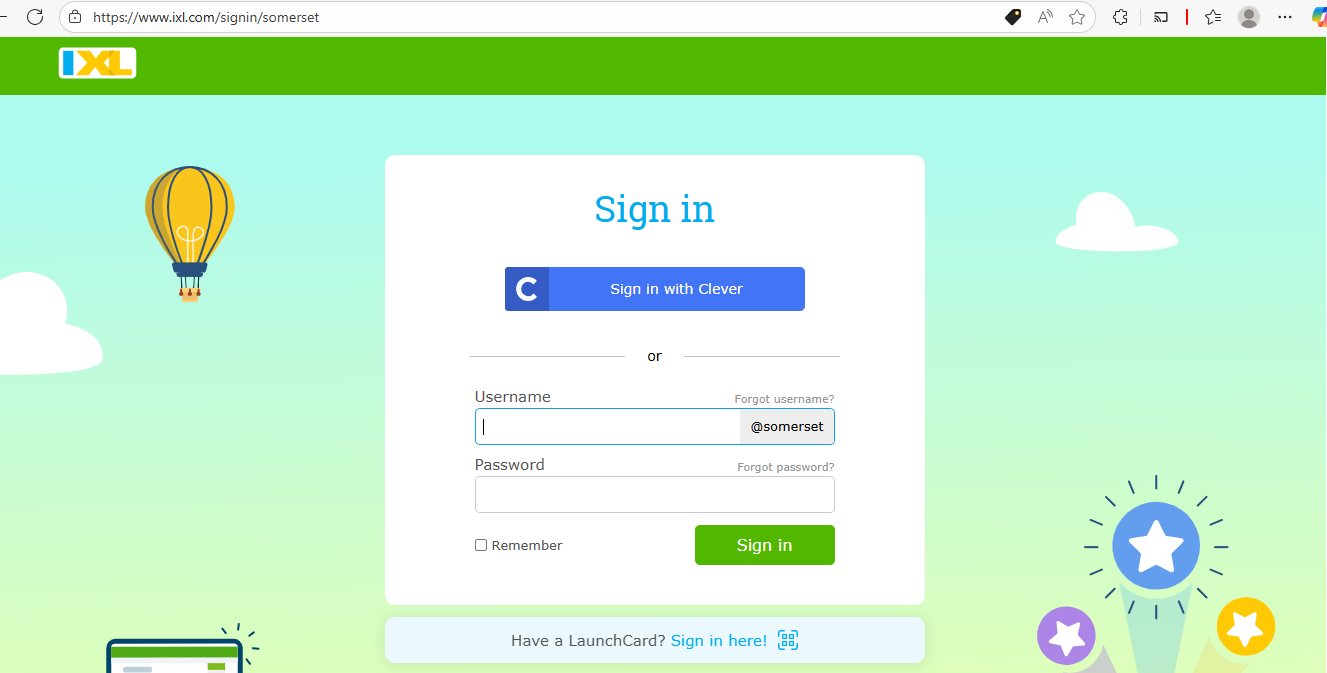 https://www.ixl.com/signin/somerset
IXL
Sign in
C Sign in with Clever
or
Username Forgot username?
@somerset
Password Forgot password?
Remember Sign in
Have a LaunchCard? Sign in here!